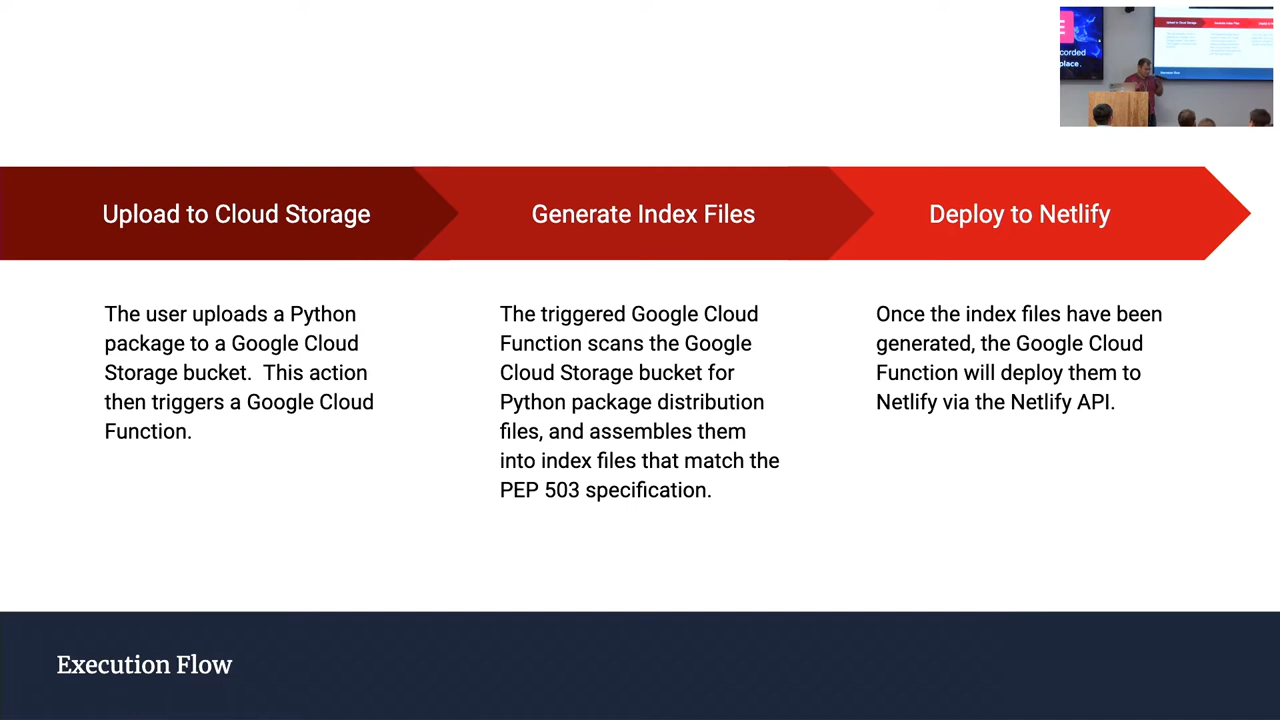 corded
place.
Upload to Cloud Storage
Generate Index Files
Deploy to Netlify
The user uploads a Python
package to a Google Cloud
Storage bucket.  This action
then triggers a Google Cloud
Function.
The triggered Google Cloud
Function scans the Google
Cloud Storage bucket for
Python package distribution
files, and assembles them
into index files that match the
PEP 503 specification.
Once the index files have been
generated, the Google Cloud
Function will deploy them to
Netlify via the Netlify API.
Execution Flow